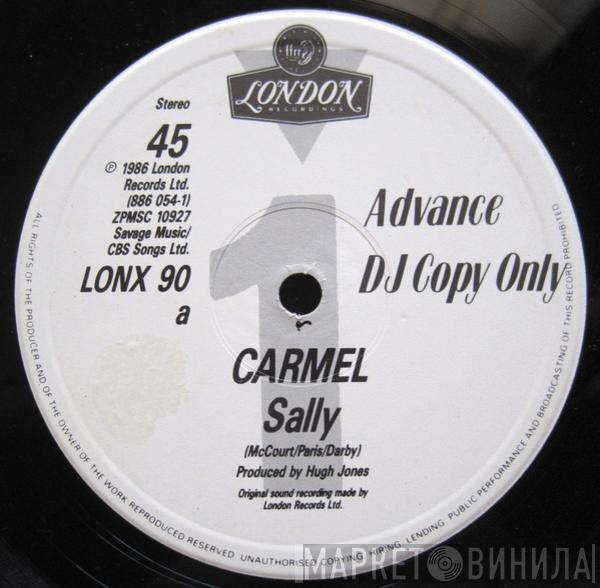 ffrr
LONDON
RECORDINGS
Stereo
45
℗ 1986 London
Records Ltd.
(886 054-1)
ZPMSC 10927
Savage Music/
CBS Songs Ltd.
LONX 90
a
1
Advance
DJ Copy Only
CARMEL
Sally
(McCourt/Paris/Darby)
Produced by Hugh Jones
Original sound recording made by
London Records Ltd.
ALL RIGHTS OF THE PRODUCER AND OF THE OWNER OF THE WORK REPRODUCED RESERVED. UNAUTHORISED COPYING, HIRING, LENDING, PUBLIC PERFORMANCE AND BROADCASTING OF THIS RECORD PROHIBITED
МАРКЕТ ВИНИЛА